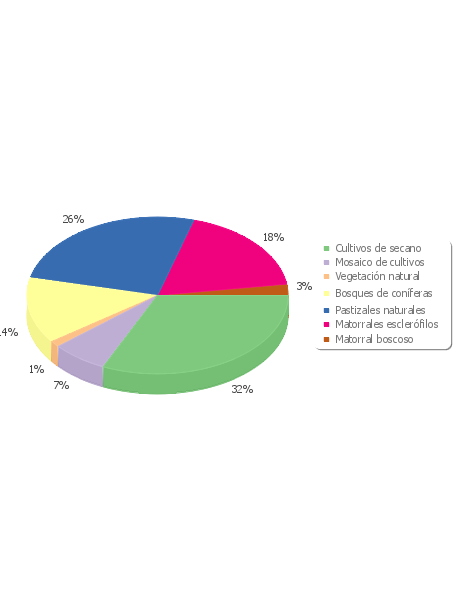 26%
18%
3%
14%
1%
7%
32%
Cultivos de secano
Mosaico de cultivos
Vegetación natural
Bosques de coníferas
Pastizales naturales
Matorrales esclerófilos
Matorral boscoso